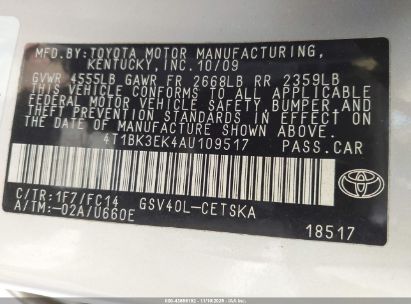 MFD.BY:TOYOTA MOTOR MANUFACTURING,
KENTUCKY,INC. 10/09
GVWR 4555LB GAWR FR 2668LB RR 2359LB
THIS VEHICLE CONFORMS TO ALL APPLICABLE
FEDERAL MOTOR VEHICLE SAFETY, BUMPER,AND
THEFT PREVENTION STANDARDS IN EFFECT ON
THE DATE OF MANUFACTURE SHOWN ABOVE.
4T1BK3EK4AU109517 PASS.CAR
C/TR:1F7/FC14
A/TM:-02A/U660E
GSV40L-CETSKA
TOYOTA
18517